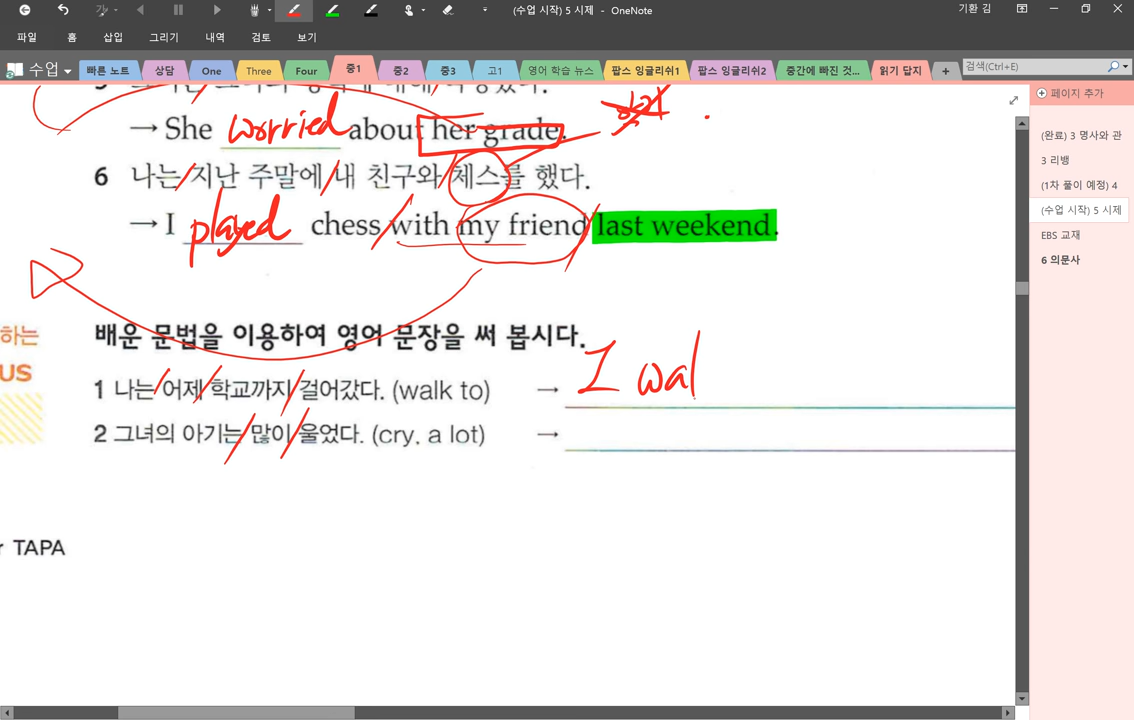 (수업 시작) 5 시제 - OneNote
기환 김
파일 홈 삽입 그리기 내역 검토 보기
수업 빠른 노트 상담 One Three Four 중1 중2 중3 고1 영어 학습 뉴스 팝스 잉글리쉬1 팝스 잉글리쉬2 중간에 빠진 것... 읽기 답지 + 검색(Ctrl+E)
페이지 추가
(완료) 3 명사와 관
3 리뱅
(1차 풀이 예정) 4
(수업 시작) 5 시제
EBS 교재
6 의문사
→ She worried about her grade.
6 나는 지난 주말에 내 친구와 체스를 했다.
→ I played chess with my friend last weekend.
하는
US
배운 문법을 이용하여 영어 문장을 써 봅시다.
1 나는 어제 학교까지 걸어갔다. (walk to) → I wal
2 그녀의 아기는 많이 울었다. (cry, a lot) →
r TAPA